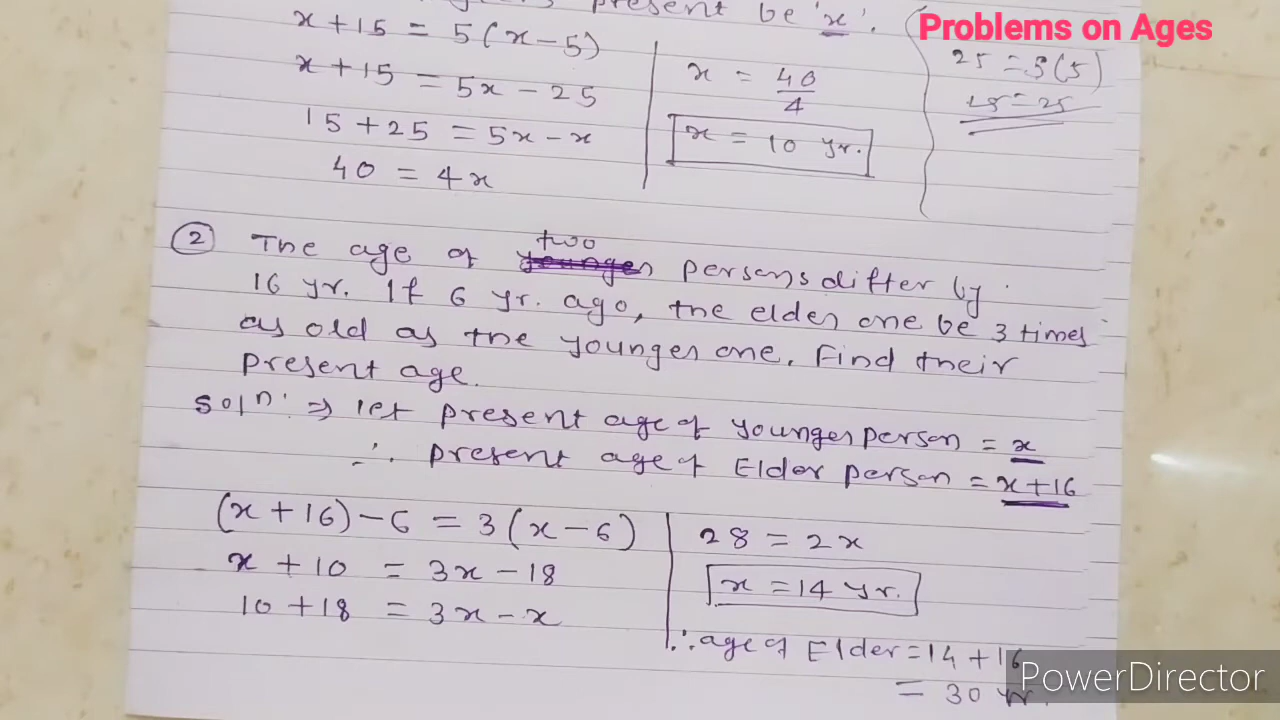 present be 'x'.
Problems on Ages
x + 15 = 5(x - 5)
x + 15 = 5x - 25
15 + 25 = 5x - x
40 = 4x
x = 40/4
x = 10 yr.
25 = 5(5)
25 = 25
② The age of two persons differ by
16 yr. If 6 yr. ago, the elder one be 3 times
as old as the younger one. Find their
present age.
Solⁿ: ⇒ let present age of younger person = x
∴ present age of Elder person = x+16
(x + 16) - 6 = 3(x - 6)
x + 10 = 3x - 18
10 + 18 = 3x - x
28 = 2x
x = 14 yr.
∴ age of Elder = 14 + 16
= 30 yr.
PowerDirector